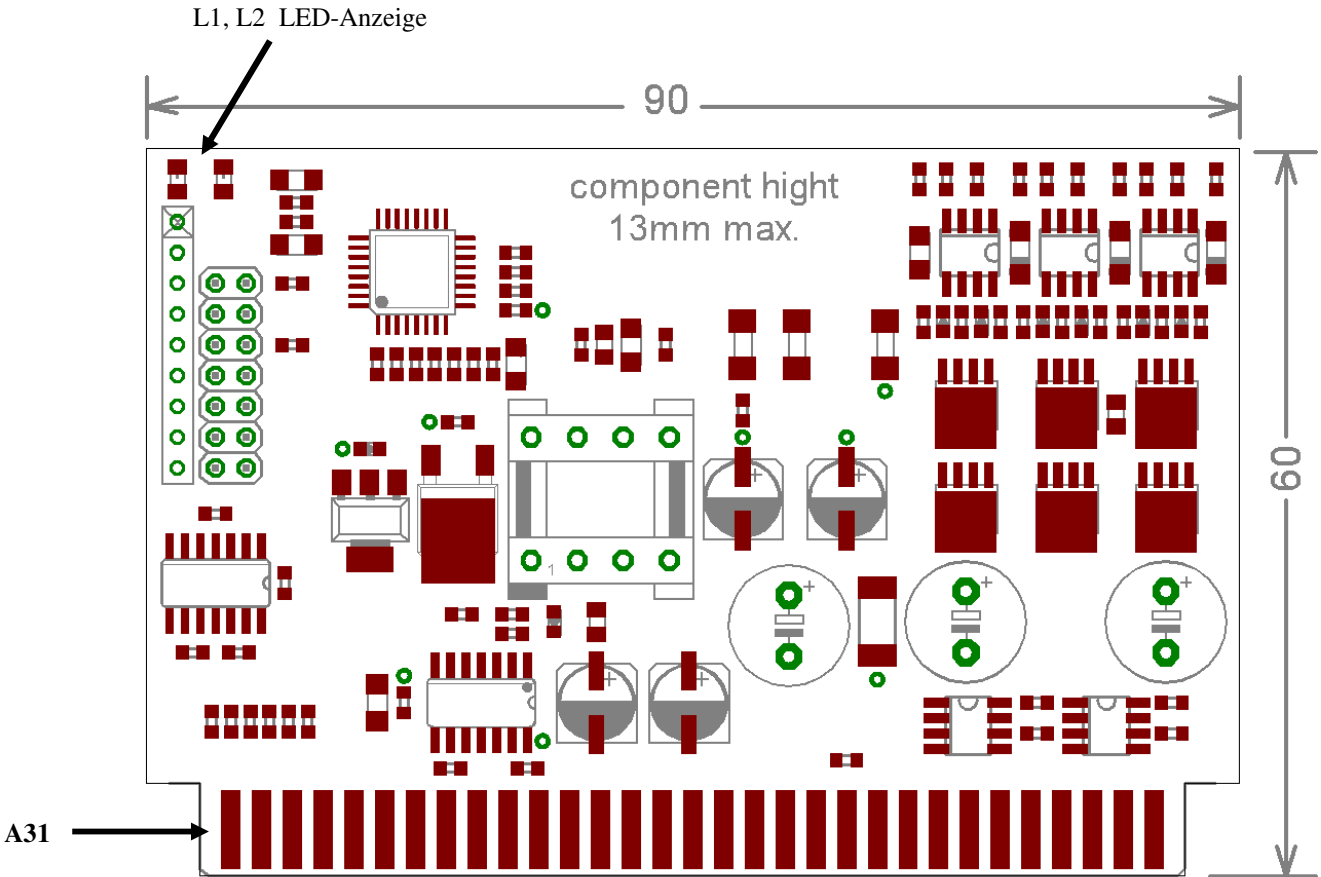 L1, L2 LED-Anzeige
90
component hight
13mm max.
60
1
A31